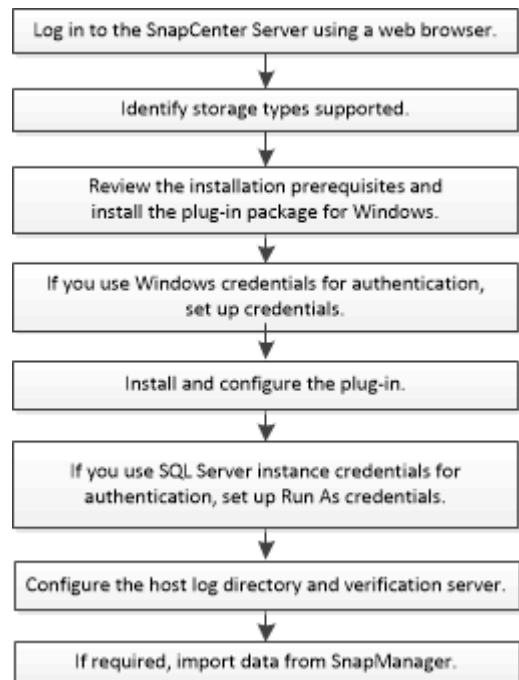 Log in to the SnapCenter Server using a web browser.
Identify storage types supported.
Review the installation prerequisites and
install the plug-in package for Windows.
If you use Windows credentials for authentication,
set up credentials.
Install and configure the plug-in.
If you use SQL Server instance credentials for
authentication, set up Run As credentials.
Configure the host log directory and verification server.
If required, import data from SnapManager.